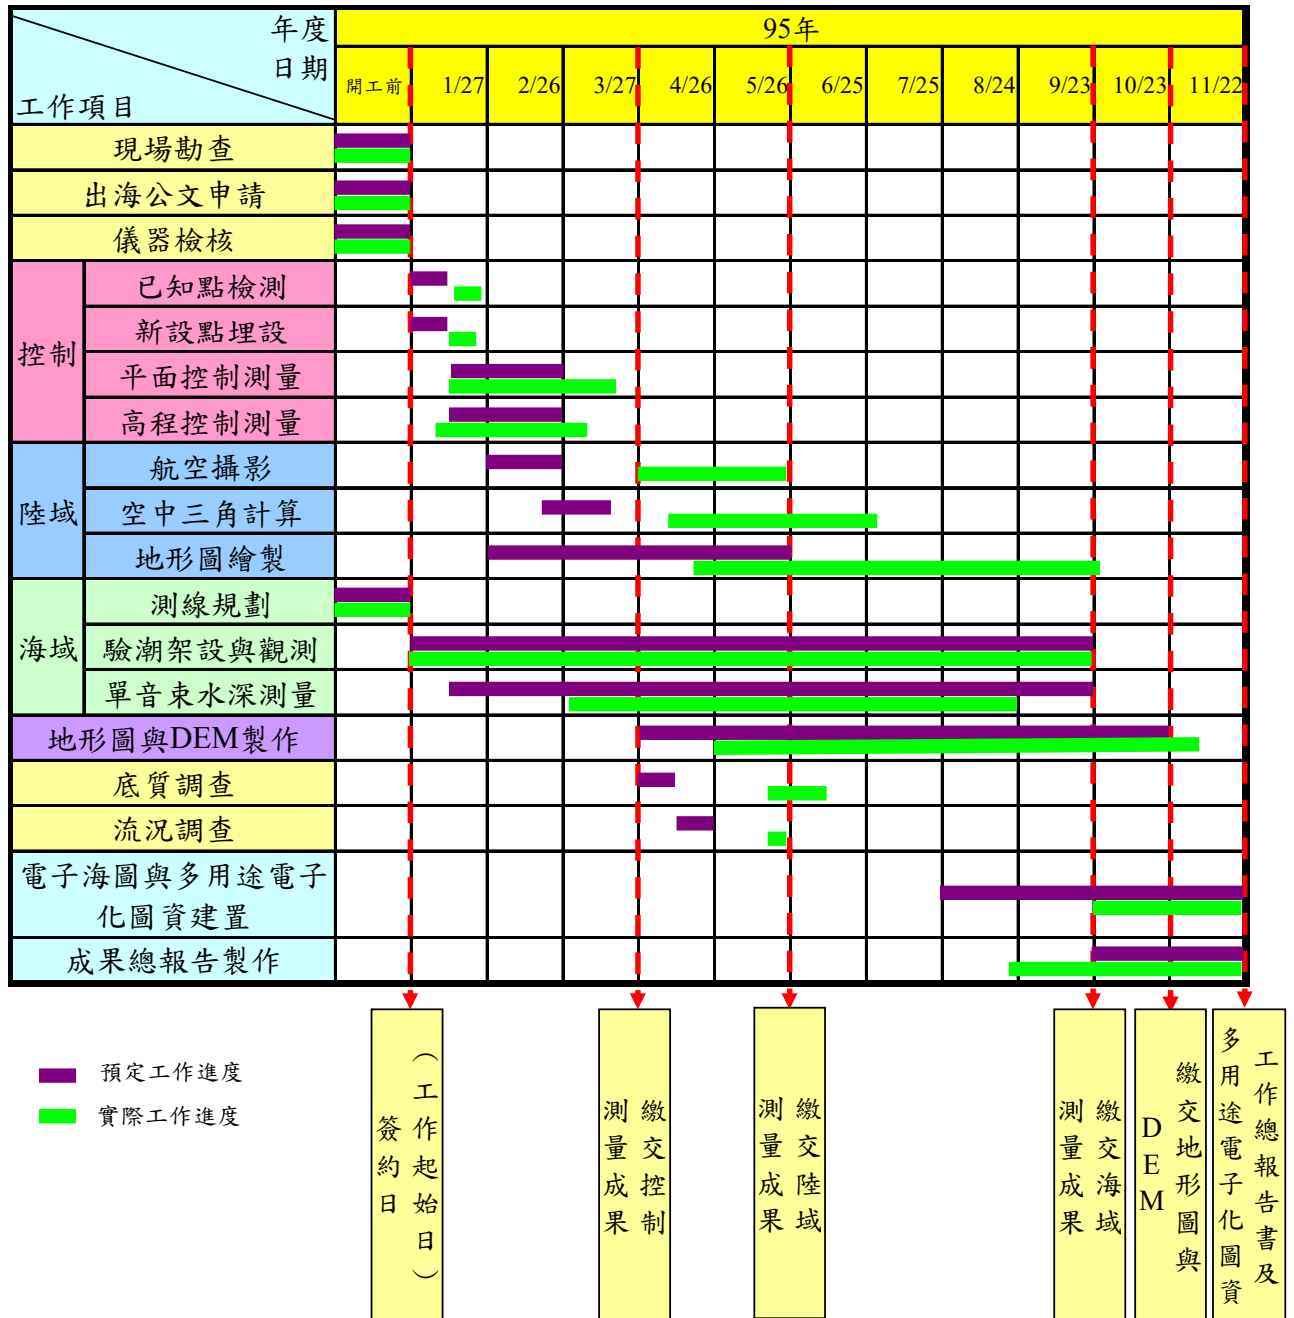 年度
日期
工作項目
95年
開工前 1/27 2/26 3/27 4/26 5/26 6/25 7/25 8/24 9/23 10/23 11/22
現場勘查
出海公文申請
儀器檢核
控制
已知點檢測
新設點埋設
平面控制測量
高程控制測量
陸域
航空攝影
空中三角計算
地形圖繪製
海域
測線規劃
驗潮架設與觀測
單音束水深測量
地形圖與DEM製作
底質調查
流況調查
電子海圖與多用途電子
化圖資建置
成果總報告製作
預定工作進度
實際工作進度
簽約日
（工作起始日）
繳交控制
測量成果
繳交陸域
測量成果
繳交海域
測量成果
繳交地形圖與
DEM
工作總報告書及
多用途電子化圖資